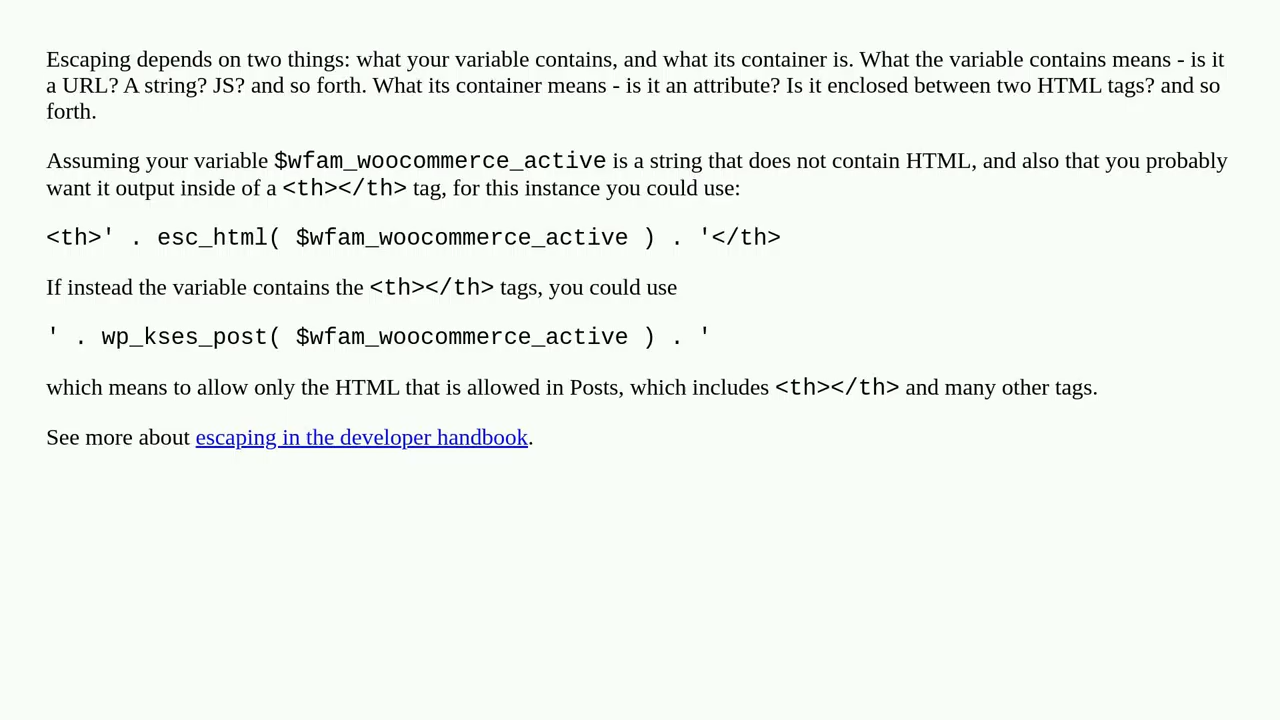 Escaping depends on two things: what your variable contains, and what its container is. What the variable contains means - is it
a URL? A string? JS? and so forth. What its container means - is it an attribute? Is it enclosed between two HTML tags? and so
forth.
Assuming your variable $wfam_woocommerce_active is a string that does not contain HTML, and also that you probably
want it output inside of a <th></th> tag, for this instance you could use:
<th>' . esc_html( $wfam_woocommerce_active ) . '</th>
If instead the variable contains the <th></th> tags, you could use
' . wp_kses_post( $wfam_woocommerce_active ) . '
which means to allow only the HTML that is allowed in Posts, which includes <th></th> and many other tags.
See more about escaping in the developer handbook.